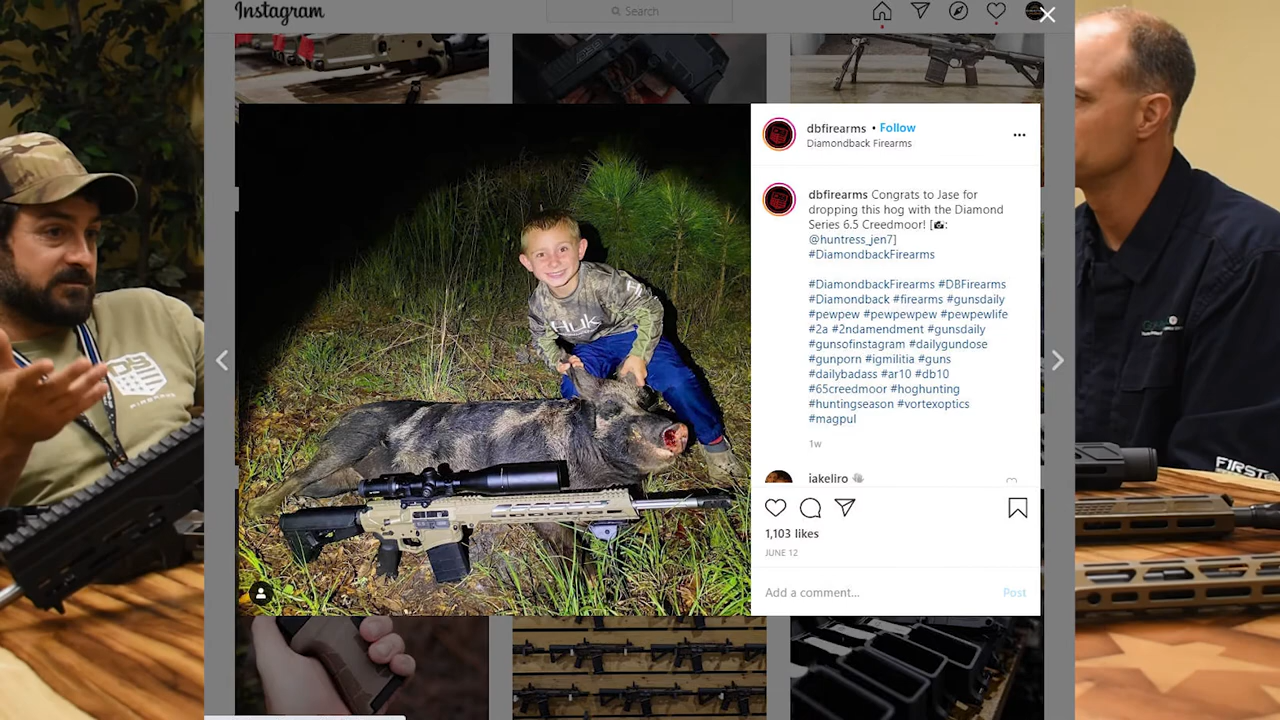 Instagram
Search
dbfirearms • Follow
Diamondback Firearms
dbfirearms Congrats to Jase for
dropping this hog with the Diamond
Series 6.5 Creedmoor! [📷:
@huntress_jen7]
#DiamondbackFirearms
#DiamondbackFirearms #DBFirearms
#Diamondback #firearms #gunsdaily
#pewpew #pewpewpew #pewpewlife
#2a #2ndamendment #gunsdaily
#gunsofinstagram #dailygundose
#gunporn #igmilitia #guns
#dailybadass #ar10 #db10
#65creedmoor #hoghunting
#huntingseason #vortexoptics
#magpul
1w
jakeliro 👋
1,103 likes
JUNE 12
Add a comment...
Post
Huk
FIREARMS
FIRST